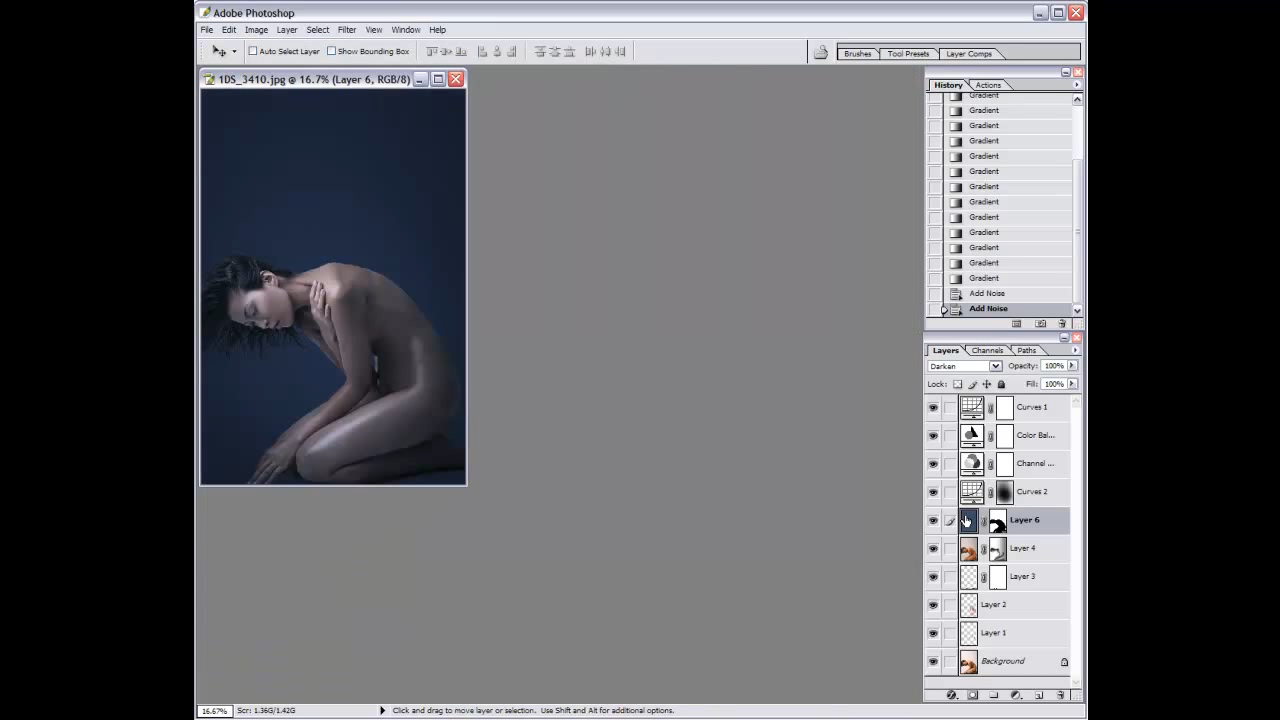 Adobe Photoshop
File Edit Image Layer Select Filter View Window Help
Auto Select Layer Show Bounding Box Brushes Tool Presets Layer Comps
1DS_3410.jpg @ 16.7% (Layer 6, RGB/8)
History Actions
Gradient
Gradient
Gradient
Gradient
Gradient
Gradient
Gradient
Gradient
Gradient
Gradient
Gradient
Gradient
Gradient
Add Noise
Add Noise
Layers Channels Paths
Darken Opacity: 100%
Lock: Fill: 100%
Curves 1
Color Bal...
Channel ...
Curves 2
Layer 6
Layer 4
Layer 3
Layer 2
Layer 1
Background
16.67% Scr: 1.36G/1.42G Click and drag to move layer or selection. Use Shift and Alt for additional options.